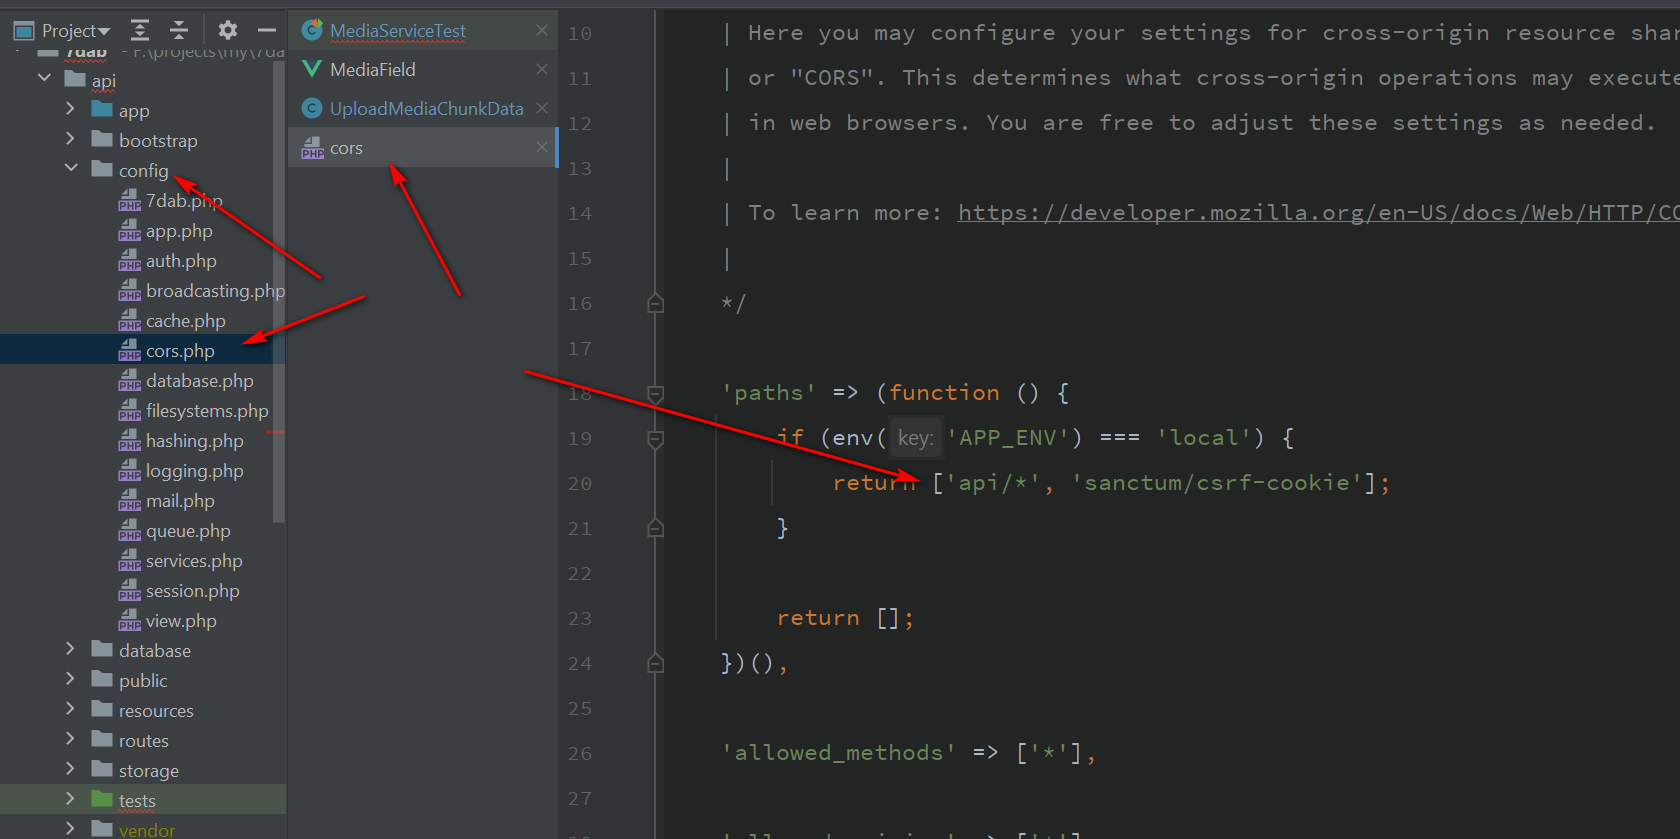 Project
7dab - F:\projects\my\7da
api
app
bootstrap
config
7dab.php
app.php
auth.php
broadcasting.php
cache.php
cors.php
database.php
filesystems.php
hashing.php
logging.php
mail.php
queue.php
services.php
session.php
view.php
database
public
resources
routes
storage
tests
vendor
MediaServiceTest
MediaField
UploadMediaChunkData
cors
10 | Here you may configure your settings for cross-origin resource shar
11 | or "CORS". This determines what cross-origin operations may execute
12 | in web browsers. You are free to adjust these settings as needed.
13 |
14 | To learn more: https://developer.mozilla.org/en-US/docs/Web/HTTP/CO
15 |
16 */
17
18 'paths' => (function () {
19 if (env( key: 'APP_ENV') === 'local') {
20 return ['api/*', 'sanctum/csrf-cookie'];
21 }
22
23 return [];
24 })(),
25
26 'allowed_methods' => ['*'],
27